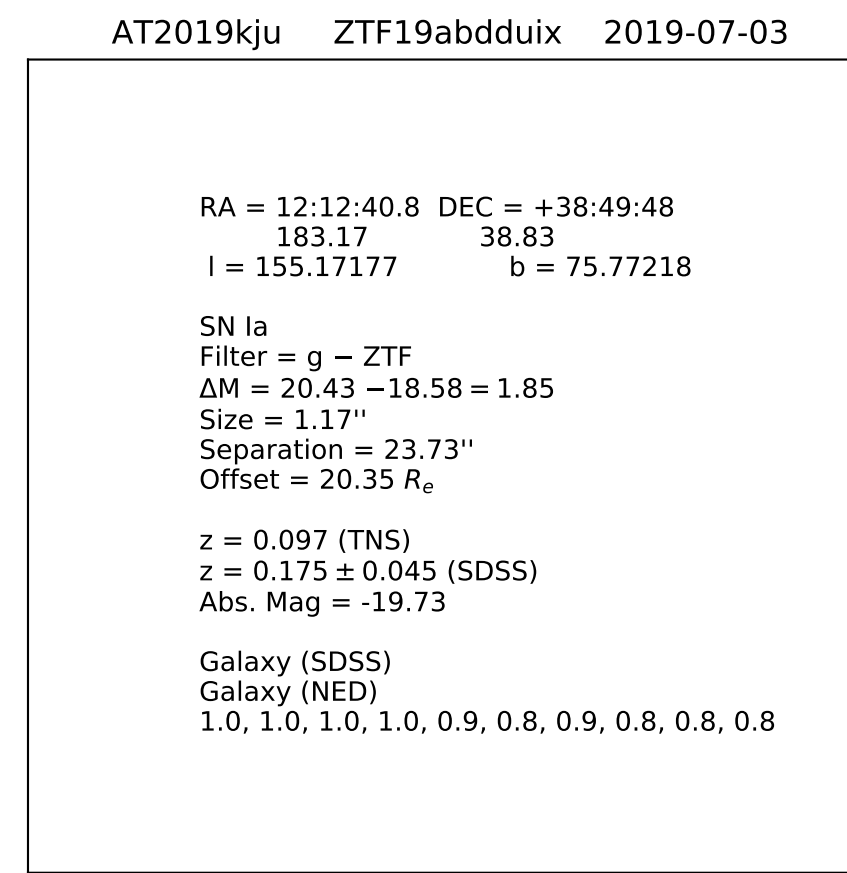 AT2019kju ZTF19abdduix 2019-07-03
RA = 12:12:40.8 DEC = +38:49:48
183.17 38.83
l = 155.17177 b = 75.77218
SN Ia
Filter = g − ZTF
ΔM = 20.43 −18.58 = 1.85
Size = 1.17''
Separation = 23.73''
Offset = 20.35 Rₑ
z = 0.097 (TNS)
z = 0.175 ± 0.045 (SDSS)
Abs. Mag = -19.73
Galaxy (SDSS)
Galaxy (NED)
1.0, 1.0, 1.0, 1.0, 0.9, 0.8, 0.9, 0.8, 0.8, 0.8